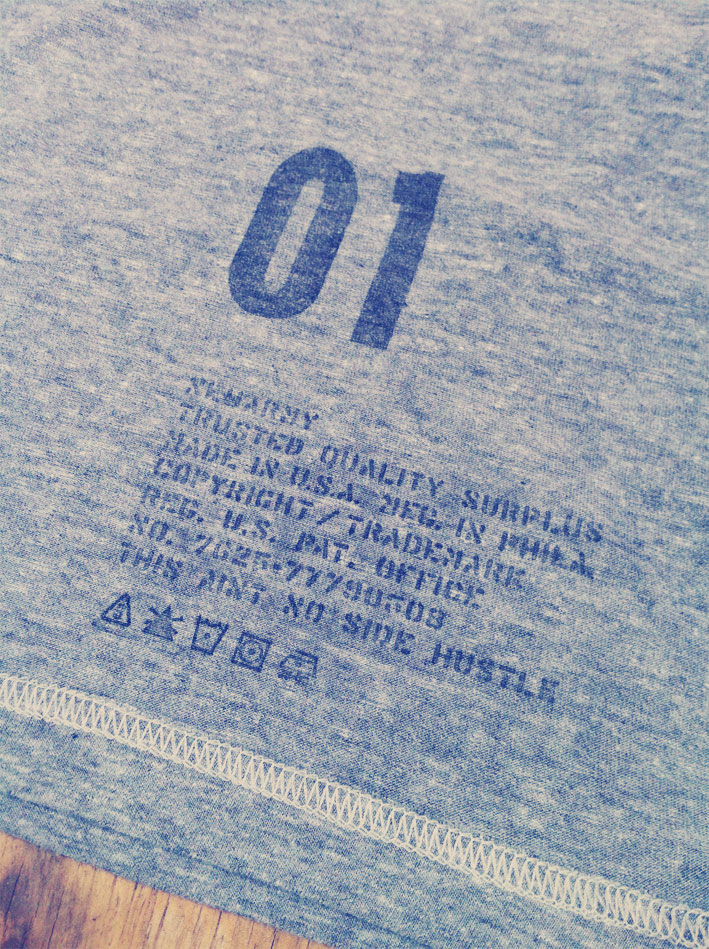 01
NEWARMY
TRUSTED QUALITY SURPLUS
MADE IN U.S.A. MFG. IN PHILA.
COPYRIGHT/TRADEMARK
REG. U.S. PAT. OFFICE
NO. 7625-77790508
THIS AINT NO SIDE HUSTLE